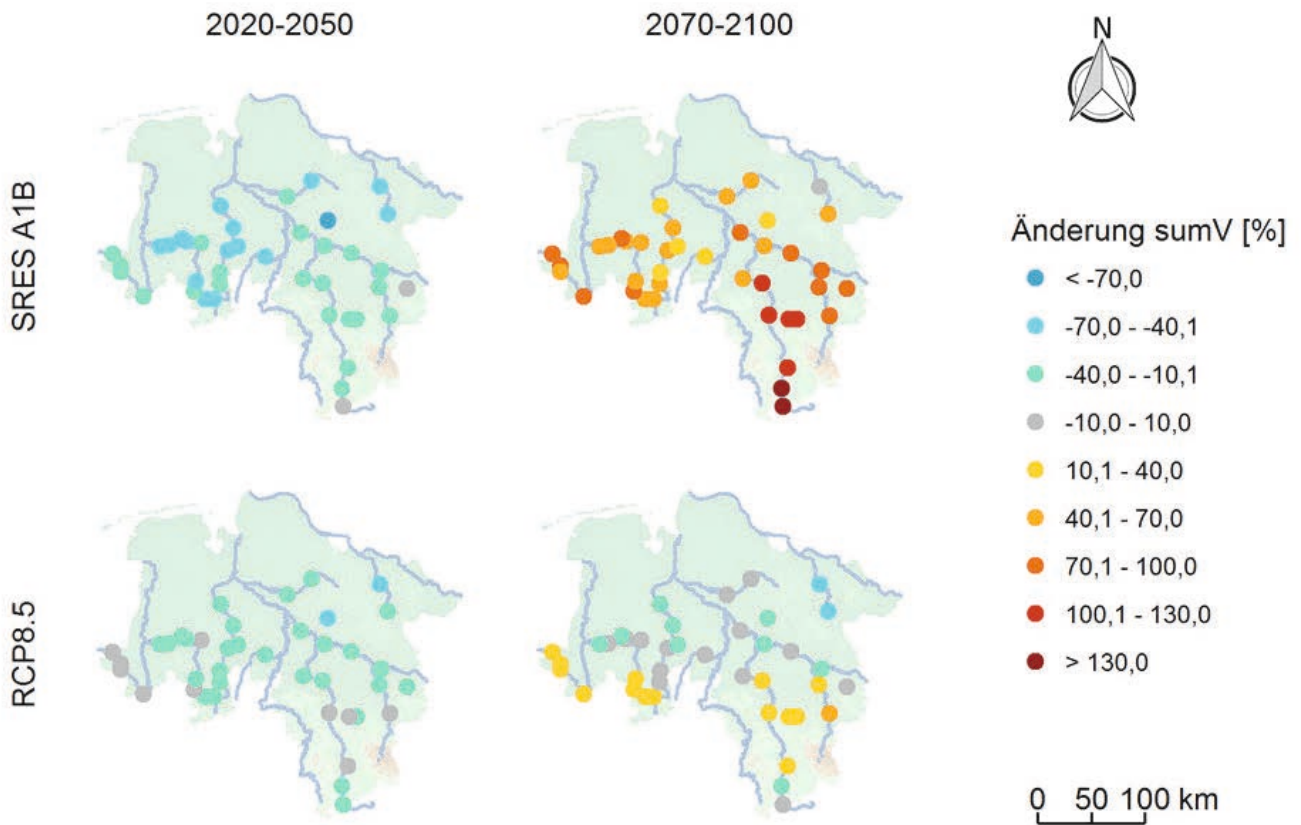 2020-2050
2070-2100
N
SRES A1B
RCP8.5
Änderung sumV [%]
< -70,0
-70,0 - -40,1
-40,0 - -10,1
-10,0 - 10,0
10,1 - 40,0
40,1 - 70,0
70,1 - 100,0
100,1 - 130,0
> 130,0
0 50 100 km